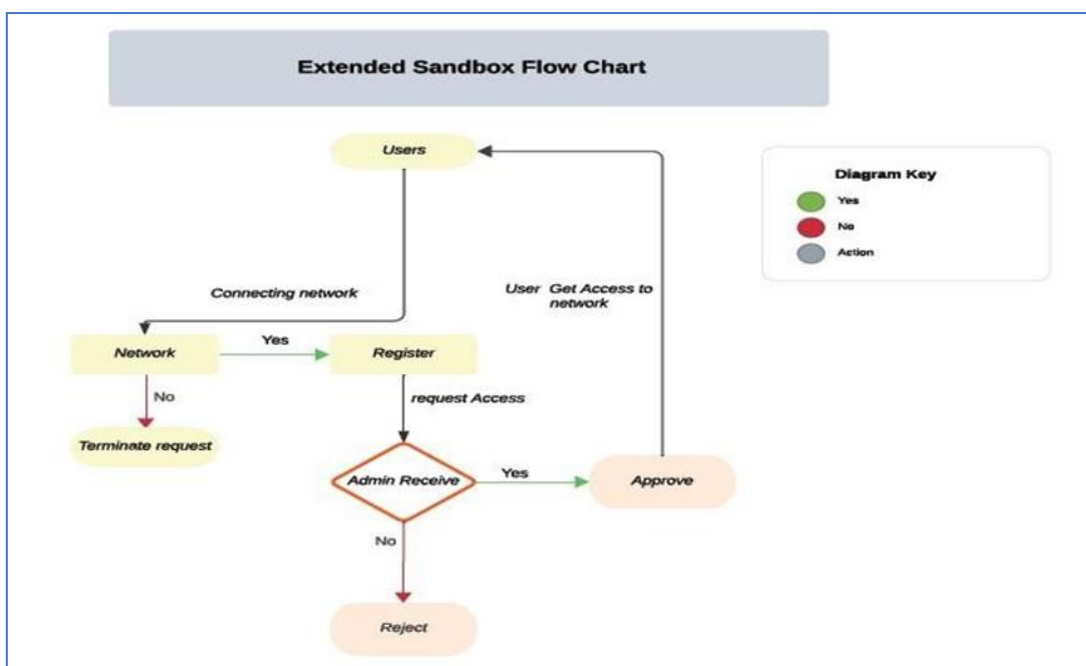 Extended Sandbox Flow Chart
Users
Diagram Key
Yes
No
Action
User Get Access to
network
Connecting network
Network
Yes
Register
No
request Access
Terminate request
Admin Receive
Yes
Approve
No
Reject